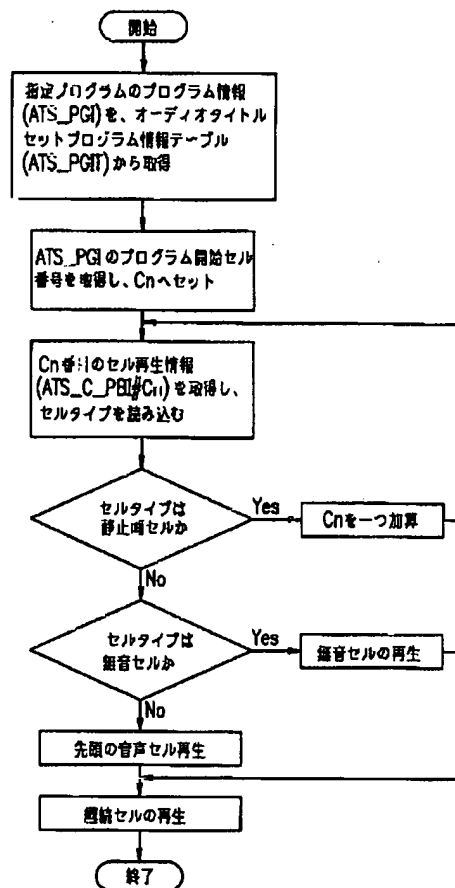 開始
指定プログラムのプログラム情報
(ATS_PGI)を、オーディオタイトル
セットプログラム情報テーブル
(ATS_PGIT)から取得
ATS_PGIのプログラム開始セル
番号を取得し、Cnへセット
Cn番目のセル再生情報
(ATS_C_PBI#Cn)を取得し、
セルタイプを読み込む
セルタイプは
静止画セルか
Yes
Cnを一つ加算
No
セルタイプは
無音セルか
Yes
無音セルの再生
No
先頭の音声セル再生
継続セルの再生
終了